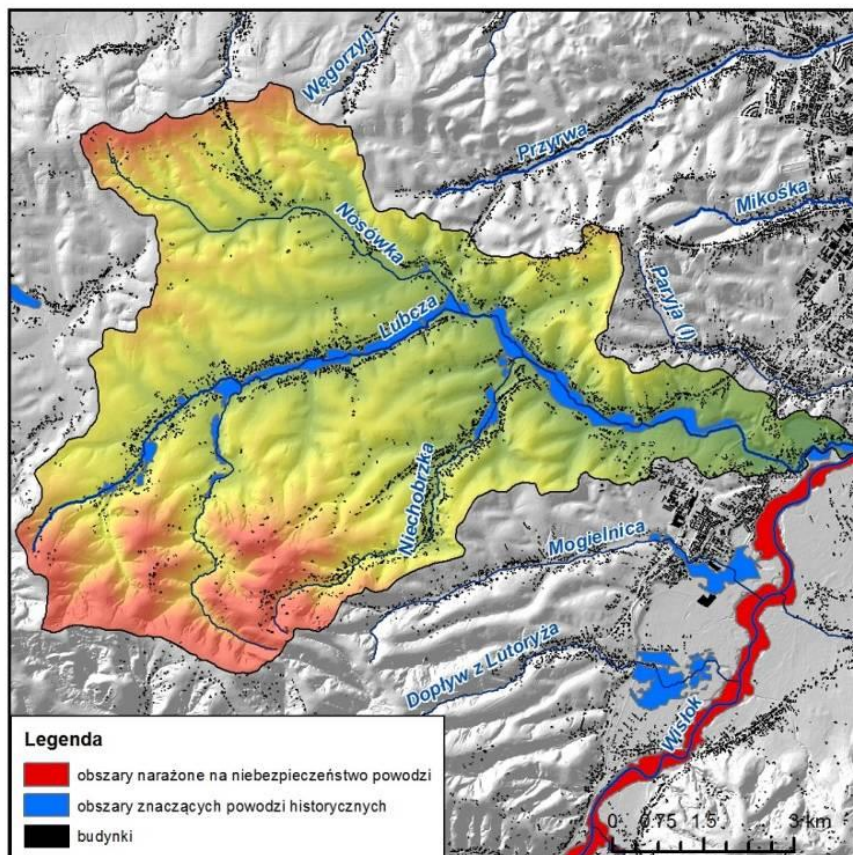 Węgorzyn
Przyrwa
Mikośka
Nosówka
Paryja (I)
Lubcza
Niechobrzka
Mogielnica
Dopływ z Lutoryża
Wisłok
Legenda
obszary narażone na niebezpieczeństwo powodzi
obszary znaczących powodzi historycznych
budynki
0 0,75 1,5 3 km